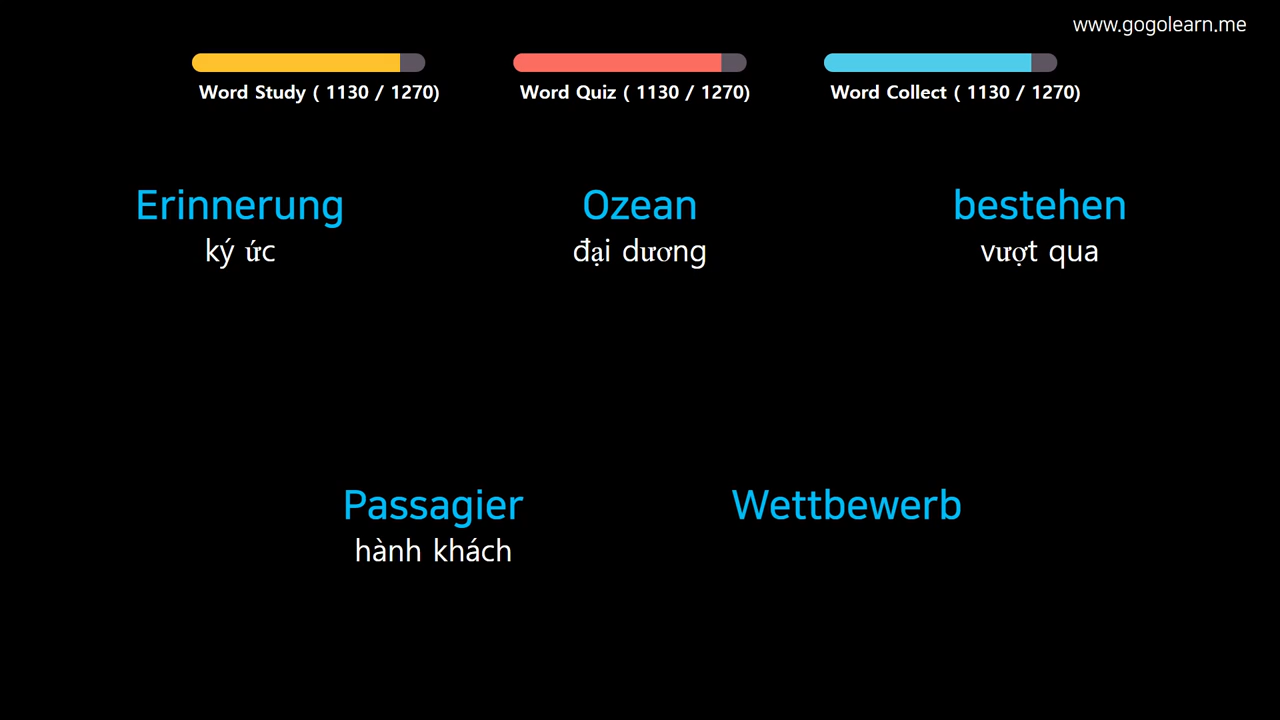 www.gogolearn.me
Word Study ( 1130 / 1270)
Word Quiz ( 1130 / 1270)
Word Collect ( 1130 / 1270)
Erinnerung
ký ức
Ozean
đại dương
bestehen
vượt qua
Passagier
hành khách
Wettbewerb